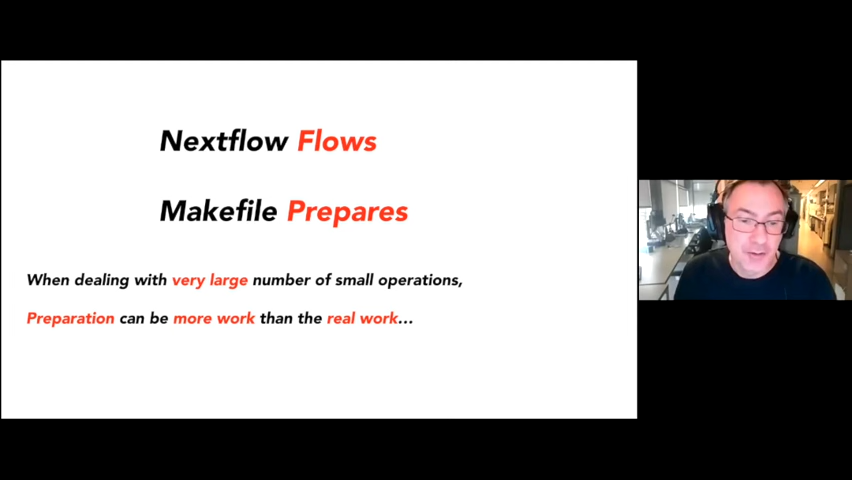 Nextflow Flows
Makefile Prepares
When dealing with very large number of small operations,
Preparation can be more work than the real work...